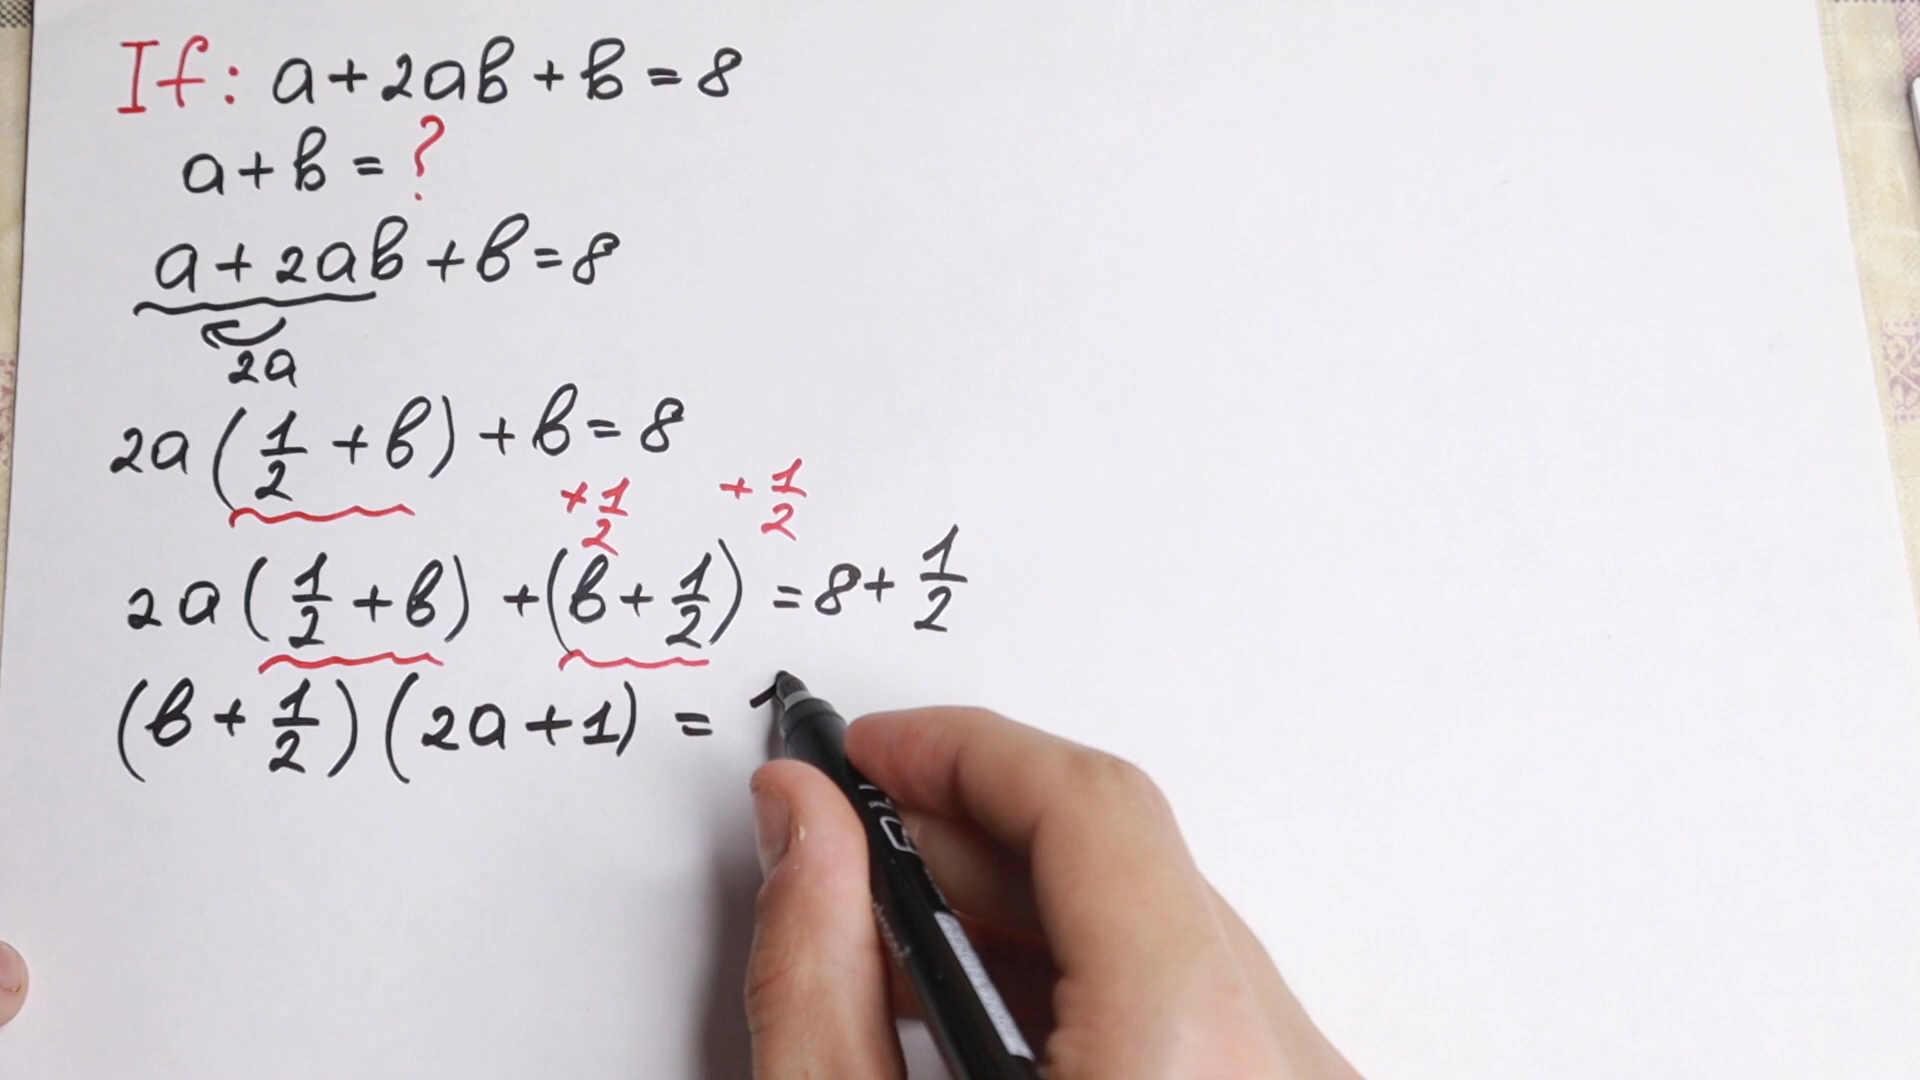 If: a+2ab+b=8
a+b=?
a+2ab+b=8
2a
2a(1/2+b)+b=8
+1/2 +1/2
2a(1/2+b)+(b+1/2)=8+1/2
(b+1/2)(2a+1)=